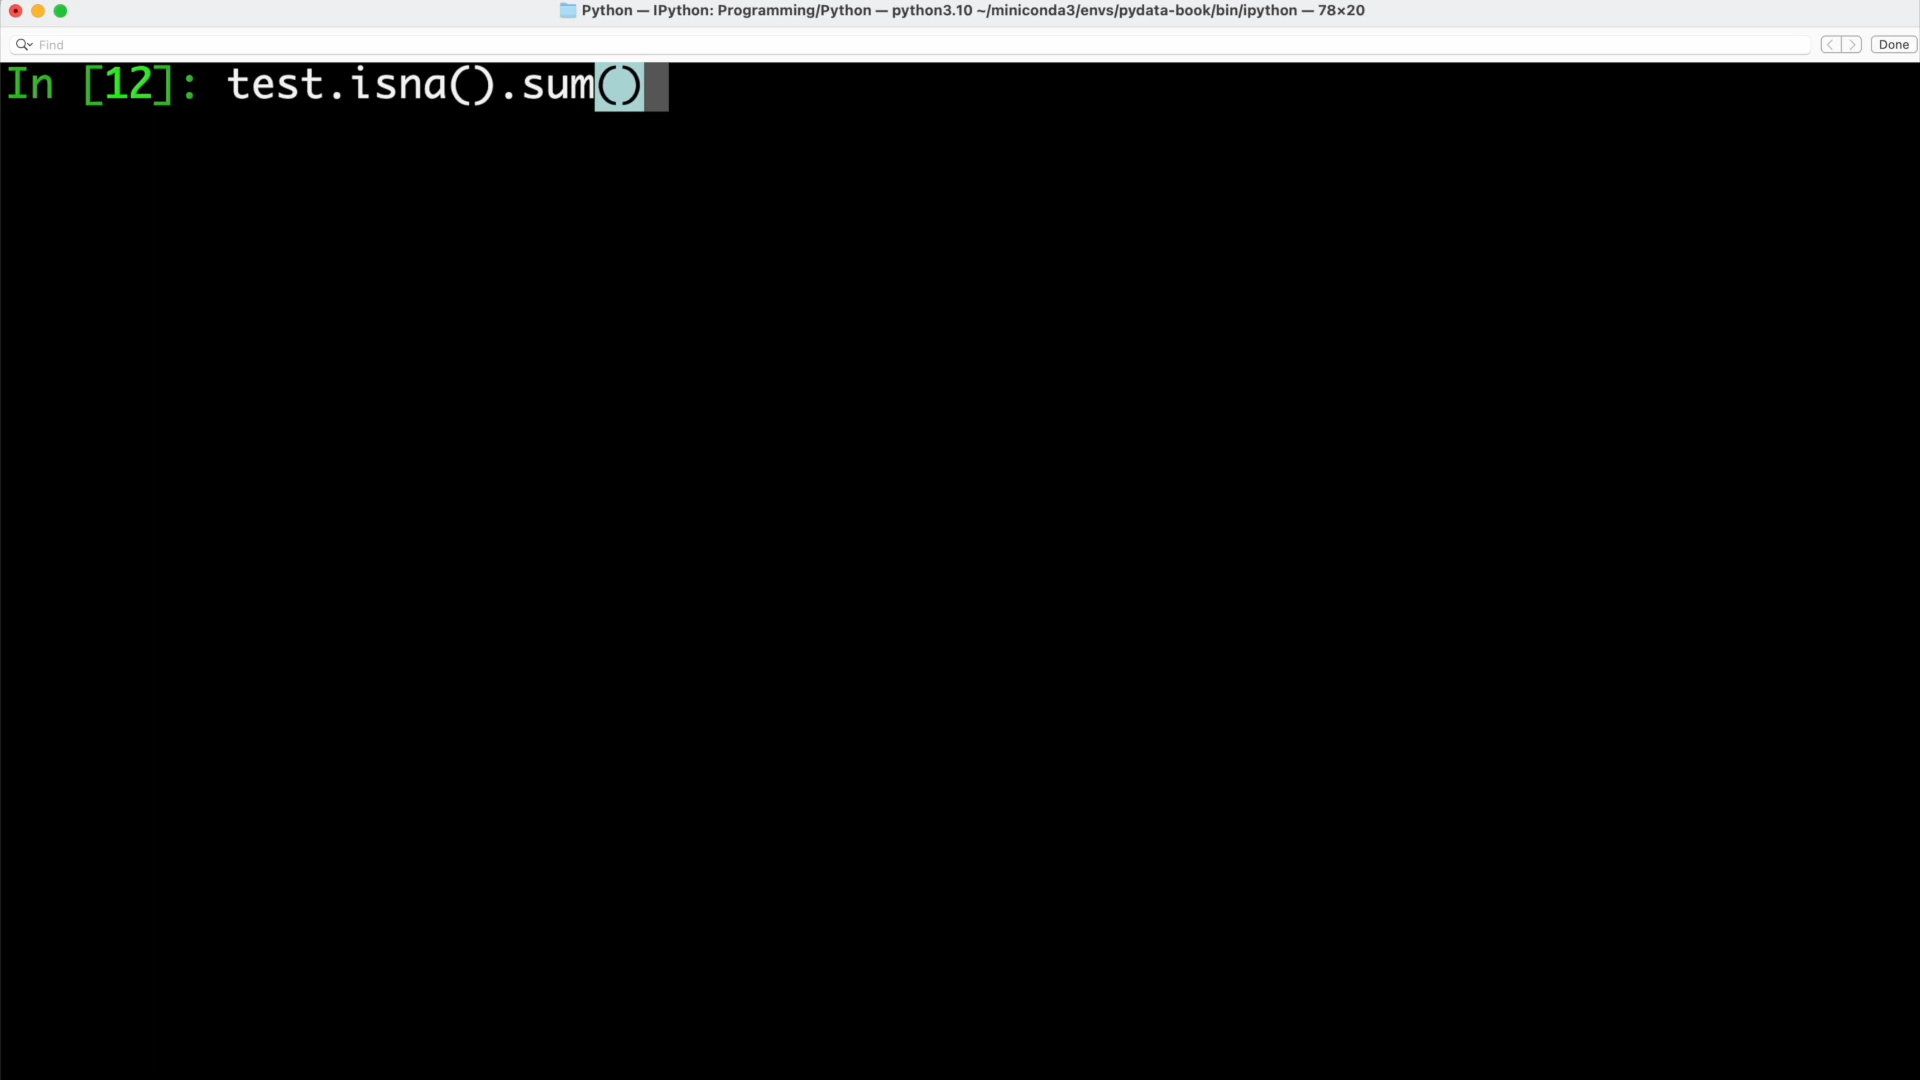 Python — IPython: Programming/Python — python3.10 ~/miniconda3/envs/pydata-book/bin/ipython — 78×20
Find
Done
In [12]: test.isna().sum()